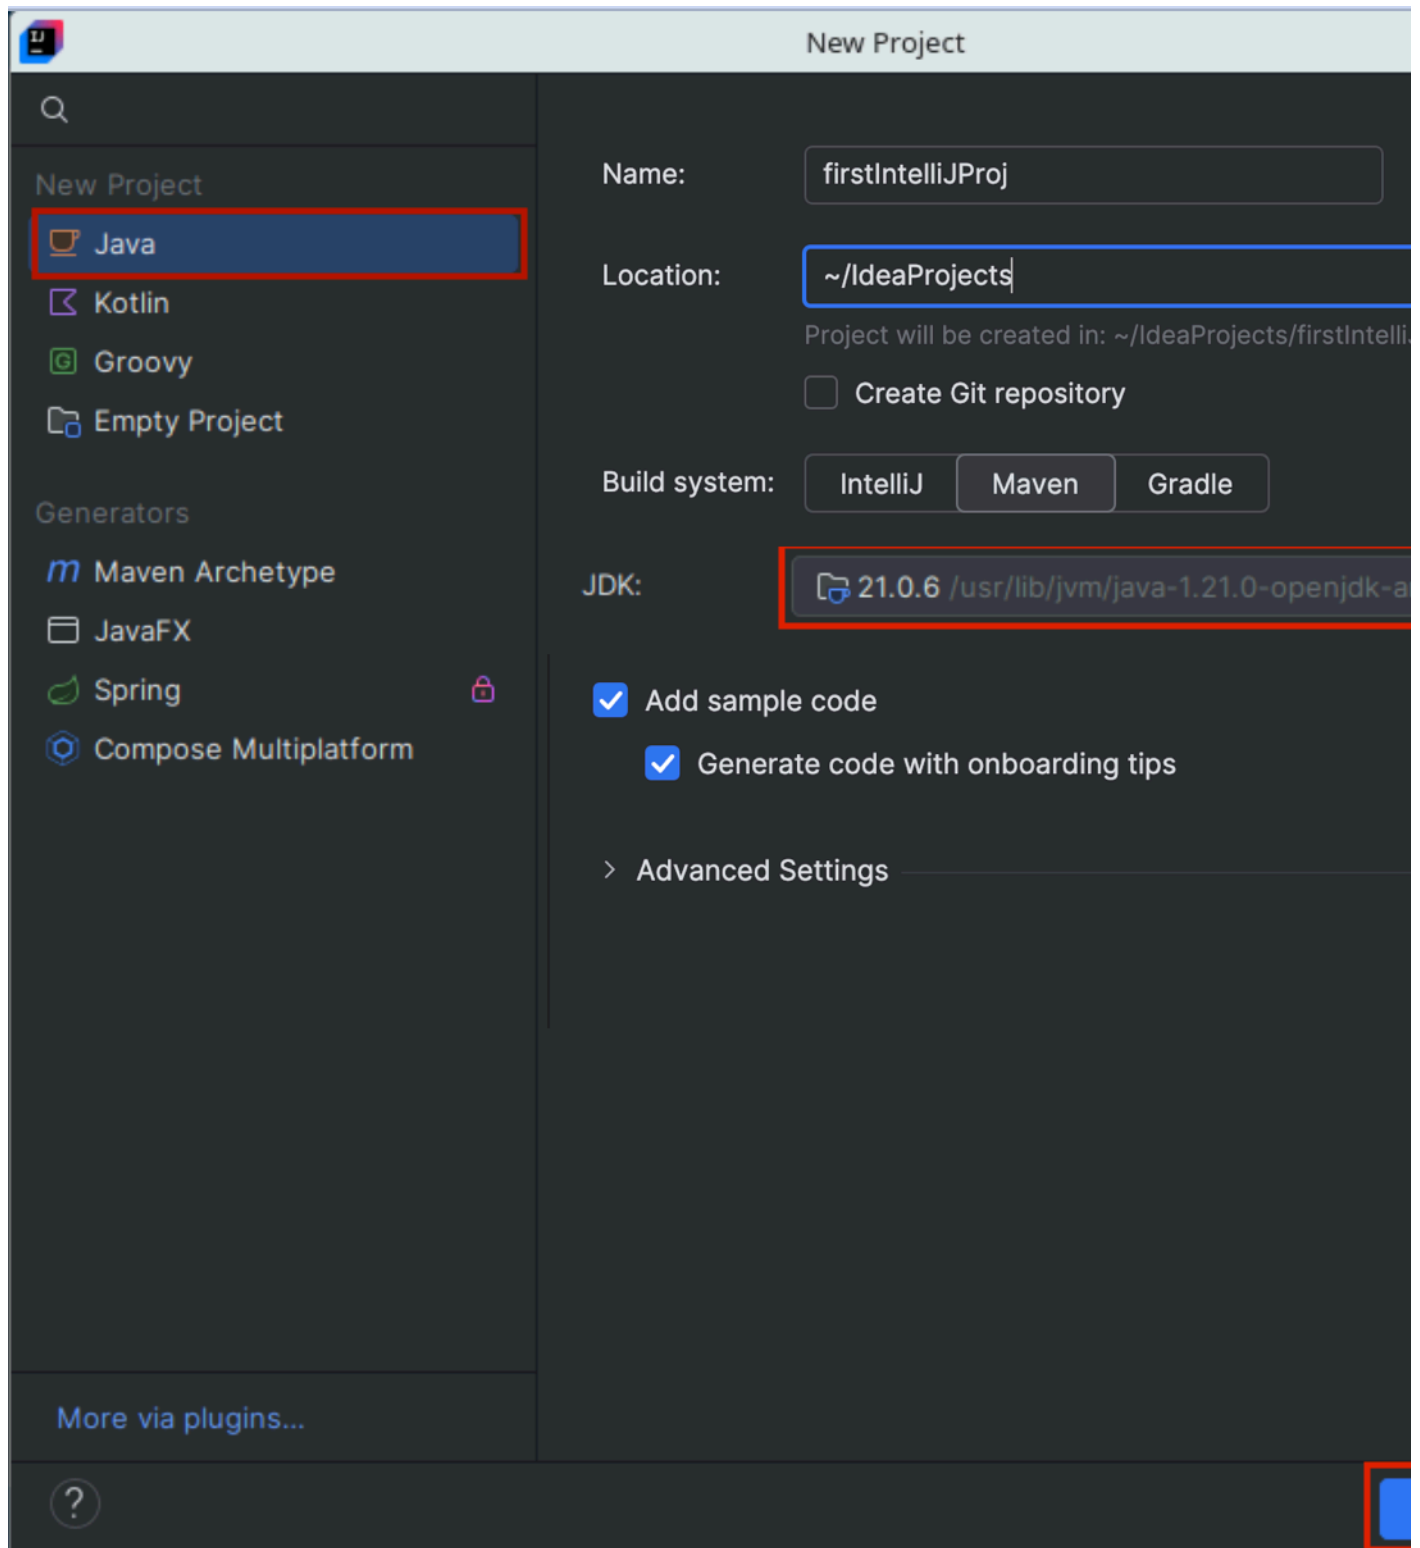 IJ
New Project
New Project
Java
Kotlin
G Groovy
Empty Project
Generators
m Maven Archetype
JavaFX
Spring
Compose Multiplatform
More via plugins...
?
Name: firstIntelliJProj
Location: ~/IdeaProjects
Project will be created in: ~/IdeaProjects/firstIntelli
Create Git repository
Build system: IntelliJ Maven Gradle
JDK: 21.0.6 /usr/lib/jvm/java-1.21.0-openjdk-a
Add sample code
Generate code with onboarding tips
Advanced Settings